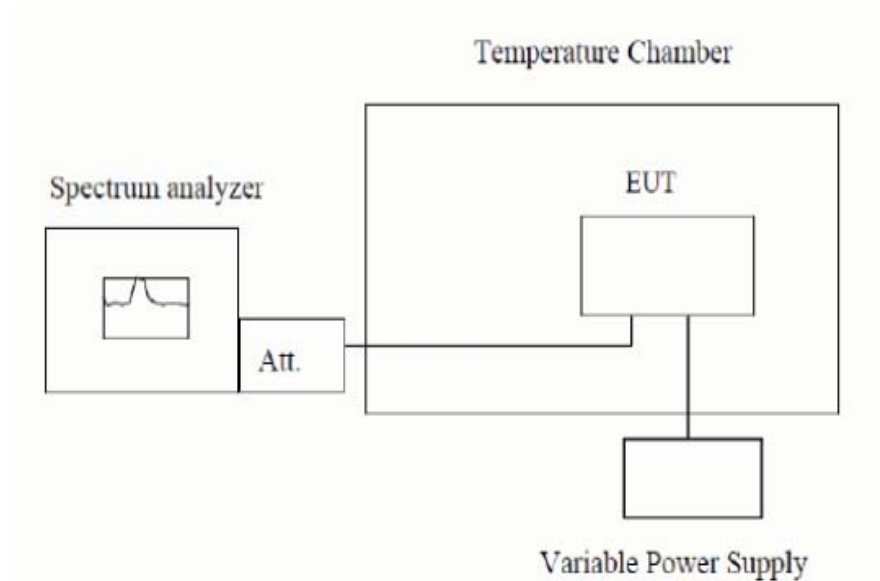 Temperature Chamber
Spectrum analyzer
EUT
Att.
Variable Power Supply